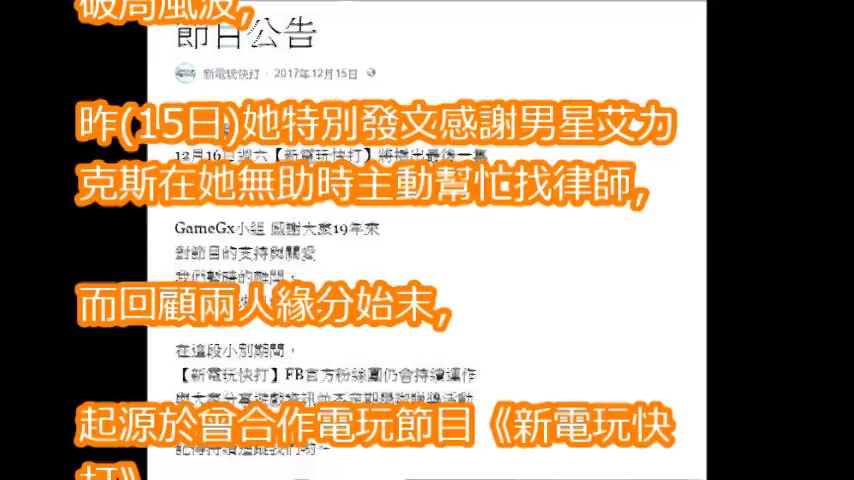 破局風波,
節目公告
新電玩快打 · 2017年12月15日
昨(15日)她特別發文感謝男星艾力
12月16日週六【新電玩快打】將播出最後一集
克斯在她無助時主動幫忙找律師,
GameGx小組 感謝大家19年來
對節目的支持與關愛
我們暫時的離開,
而回顧兩人緣分始末,
在這段小別期間,
【新電玩快打】FB官方粉絲團仍會持續運作
起源於曾合作電玩節目《新電玩快
打》